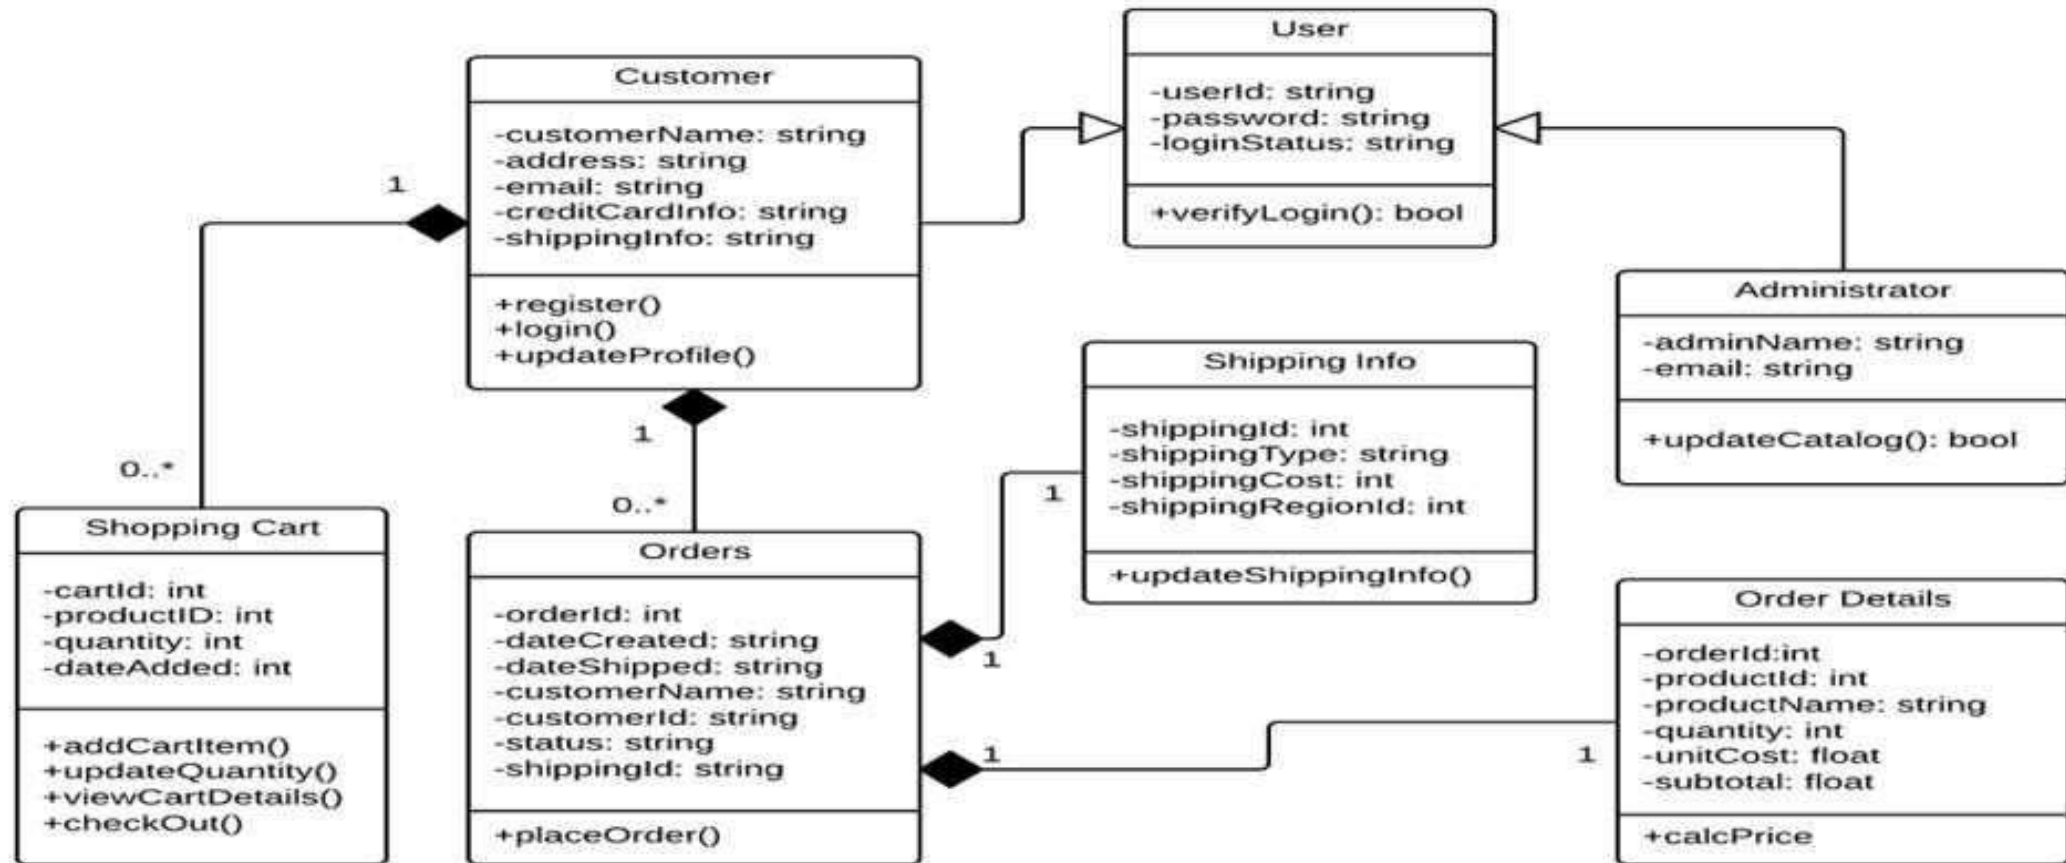 User
-userId: string
-password: string
-loginStatus: string
+verifyLogin(): bool
Customer
-customerName: string
-address: string
-email: string
-creditCardInfo: string
-shippingInfo: string
+register()
+login()
+updateProfile()
1
0..*
1
0..*
Administrator
-adminName: string
-email: string
+updateCatalog(): bool
Shipping Info
-shippingId: int
-shippingType: string
-shippingCost: int
-shippingRegionId: int
+updateShippingInfo()
1
1
Shopping Cart
-cartId: int
-productID: int
-quantity: int
-dateAdded: int
+addCartItem()
+updateQuantity()
+viewCartDetails()
+checkOut()
Orders
-orderId: int
-dateCreated: string
-dateShipped: string
-customerName: string
-customerId: string
-status: string
-shippingId: string
+placeOrder()
1
1
Order Details
-orderId:int
-productId: int
-productName: string
-quantity: int
-unitCost: float
-subtotal: float
+calcPrice